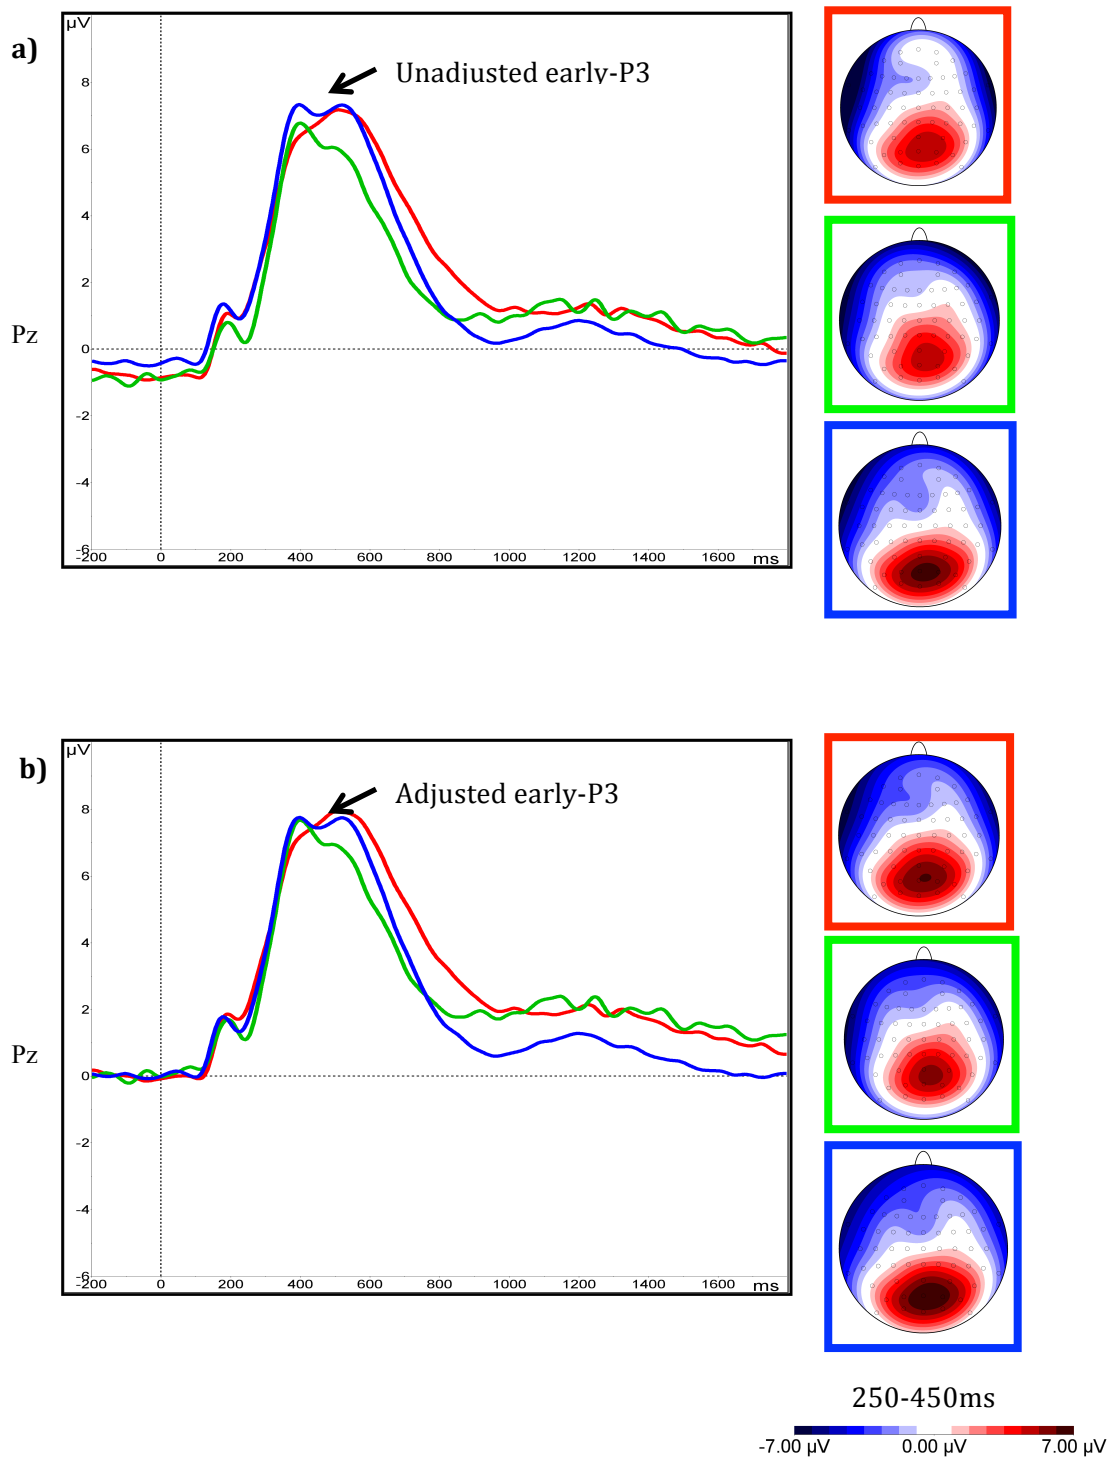 a)
µV
Unadjusted early-P3
8
6
4
2
Pz
0
-2
-4
-6
-200 0 200 400 600 800 1000 1200 1400 1600 ms
b)
µV
Adjusted early-P3
8
6
4
2
Pz
0
-2
-4
-6
-200 0 200 400 600 800 1000 1200 1400 1600 ms
250-450ms
-7.00 µV 0.00 µV 7.00 µV